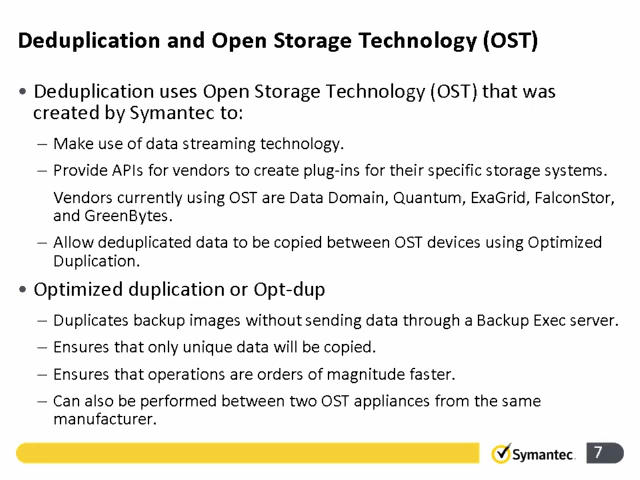 Deduplication and Open Storage Technology (OST)
• Deduplication uses Open Storage Technology (OST) that was
created by Symantec to:
– Make use of data streaming technology.
– Provide APIs for vendors to create plug-ins for their specific storage systems.
Vendors currently using OST are Data Domain, Quantum, ExaGrid, FalconStor,
and GreenBytes.
– Allow deduplicated data to be copied between OST devices using Optimized
Duplication.
• Optimized duplication or Opt-dup
– Duplicates backup images without sending data through a Backup Exec server.
– Ensures that only unique data will be copied.
– Ensures that operations are orders of magnitude faster.
– Can also be performed between two OST appliances from the same
manufacturer.
Symantec. 7